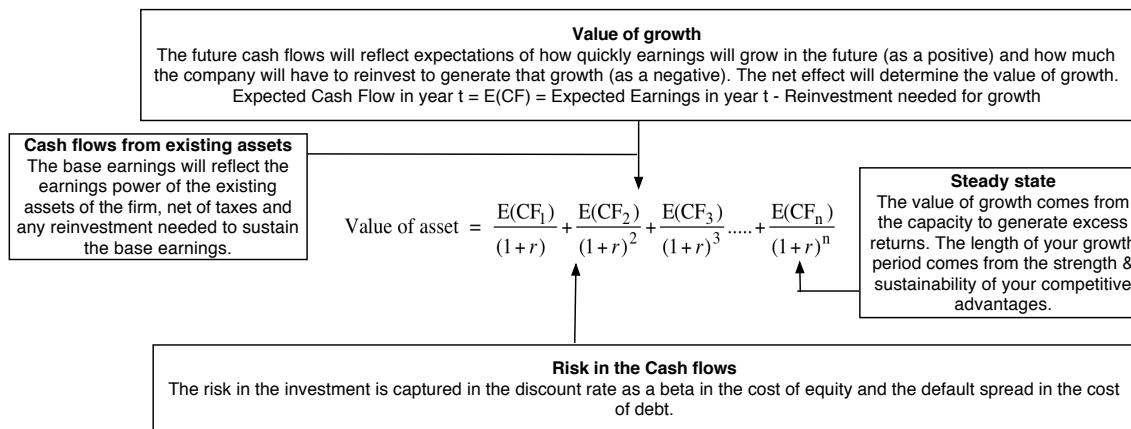 Value of growth
The future cash flows will reflect expectations of how quickly earnings will grow in the future (as a positive) and how much
the company will have to reinvest to generate that growth (as a negative). The net effect will determine the value of growth.
Expected Cash Flow in year t = E(CF) = Expected Earnings in year t - Reinvestment needed for growth
Cash flows from existing assets
The base earnings will reflect the
earnings power of the existing
assets of the firm, net of taxes and
any reinvestment needed to sustain
the base earnings.
Value of asset = E(CF₁)/(1+r) + E(CF₂)/(1+r)² + E(CF₃)/(1+r)³ ..... + E(CFₙ)/(1+r)ⁿ
Steady state
The value of growth comes from
the capacity to generate excess
returns. The length of your growth
period comes from the strength &
sustainability of your competitive
advantages.
Risk in the Cash flows
The risk in the investment is captured in the discount rate as a beta in the cost of equity and the default spread in the cost
of debt.